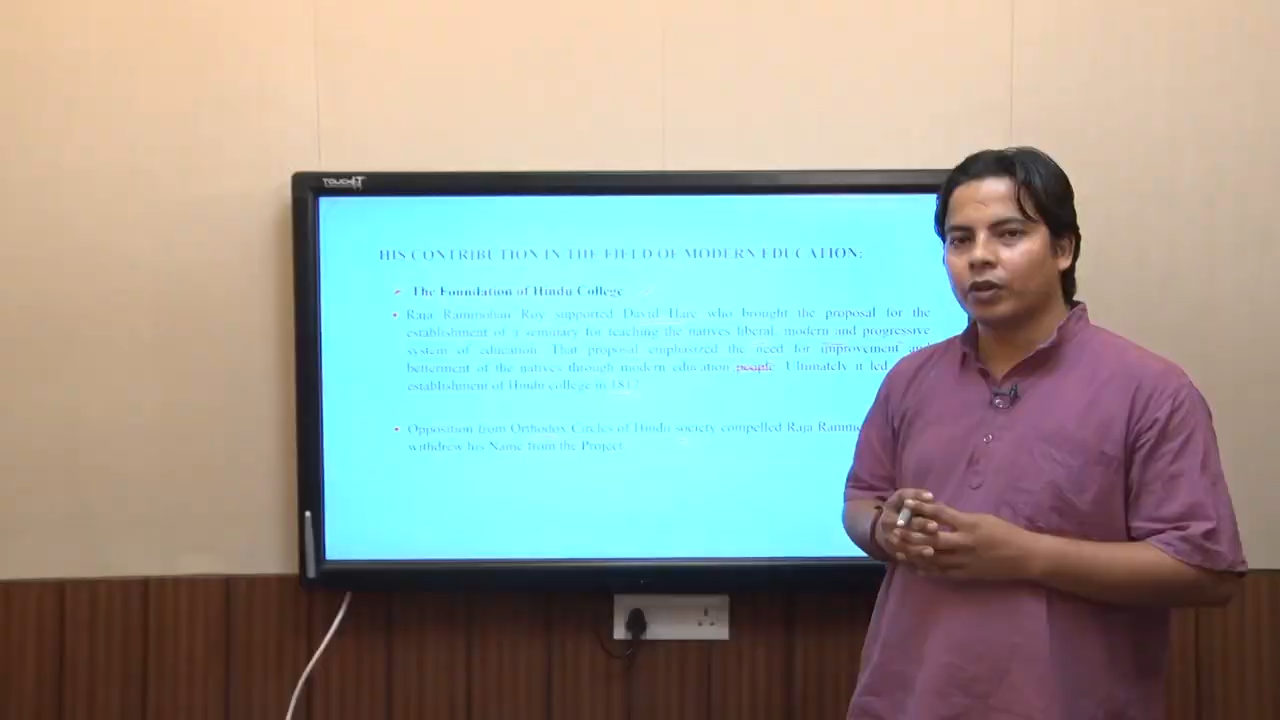 TOUCHIT
HIS CONTRIBUTION IN THE FIELD OF MODERN EDUCATION:
The Foundation of Hindu College
Raja Rammohan Roy supported David Hare who brought the proposal for the
establishment of a seminary for teaching the natives liberal, modern and progressive
system of education. That proposal emphasized the need for improvement and
betterment of the natives through modern education people. Ultimately it led
establishment of Hindu college in
Opposition from Orthodox Circles of Hindu society compelled Raja
withdrew his Name from the Project.